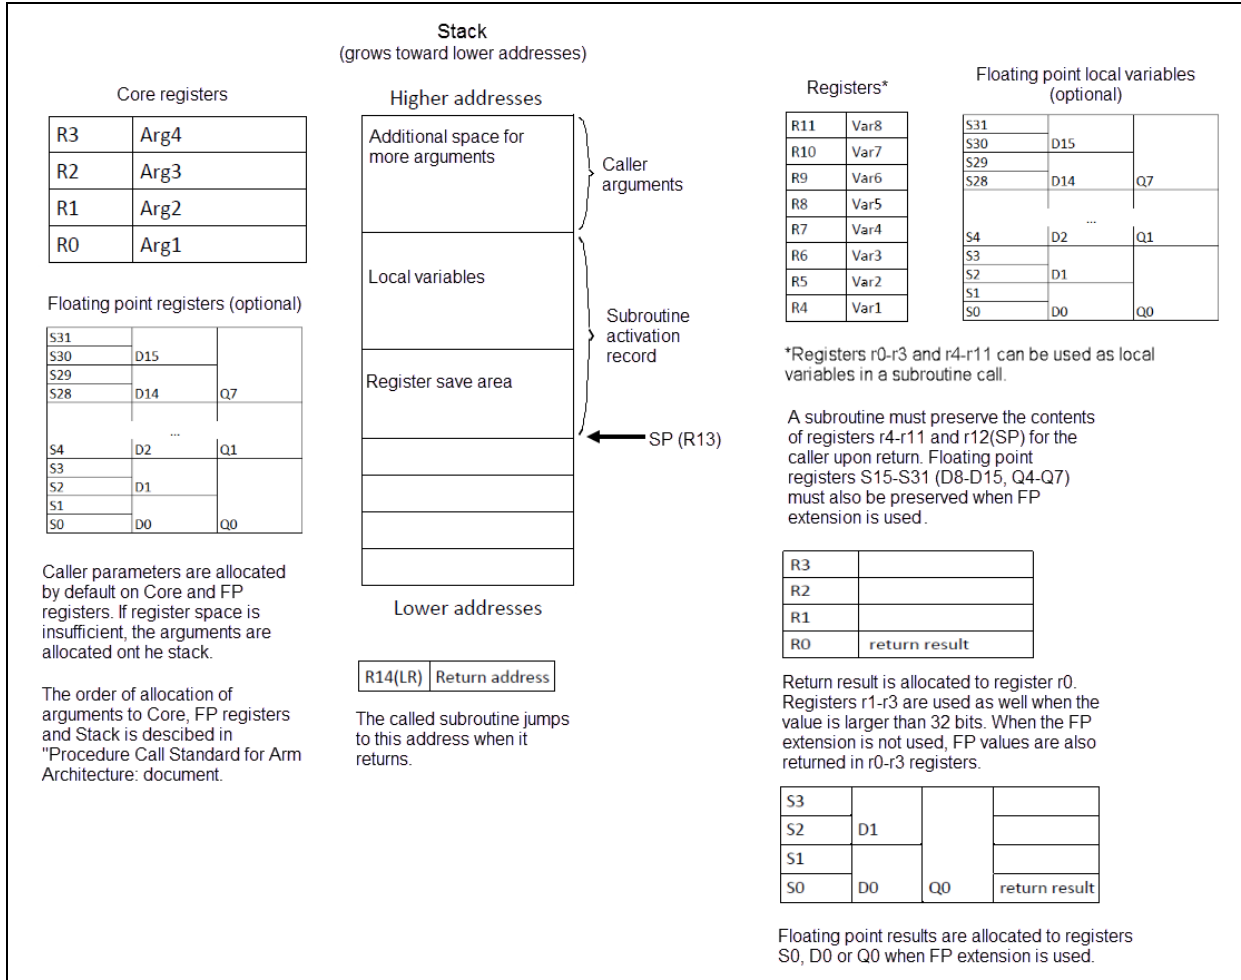 Stack
(grows toward lower addresses)
Core registers
R3 Arg4
R2 Arg3
R1 Arg2
R0 Arg1
Floating point registers (optional)
S31
S30 D15
S29
S28 D14 Q7
...
S4 D2 Q1
S3
S2 D1
S1
S0 D0 Q0
Caller parameters are allocated
by default on Core and FP
registers. If register space is
insufficient, the arguments are
allocated ont he stack.
The order of allocation of
arguments to Core, FP registers
and Stack is descibed in
"Procedure Call Standard for Arm
Architecture: document.
Higher addresses
Additional space for
more arguments
Caller
arguments
Local variables
Subroutine
activation
record
Register save area
SP (R13)
Lower addresses
R14(LR) Return address
The called subroutine jumps
to this address when it
returns.
Registers*
R11 Var8
R10 Var7
R9 Var6
R8 Var5
R7 Var4
R6 Var3
R5 Var2
R4 Var1
Floating point local variables
(optional)
S31
S30 D15
S29
S28 D14 Q7
...
S4 D2 Q1
S3
S2 D1
S1
S0 D0 Q0
*Registers r0-r3 and r4-r11 can be used as local
variables in a subroutine call.
A subroutine must preserve the contents
of registers r4-r11 and r12(SP) for the
caller upon return. Floating point
registers S15-S31 (D8-D15, Q4-Q7)
must also be preserved when FP
extension is used.
R3
R2
R1
R0 return result
Return result is allocated to register r0.
Registers r1-r3 are used as well when the
value is larger than 32 bits. When the FP
extension is not used, FP values are also
returned in r0-r3 registers.
S3
S2 D1
S1
S0 D0 Q0 return result
Floating point results are allocated to registers
S0, D0 or Q0 when FP extension is used.